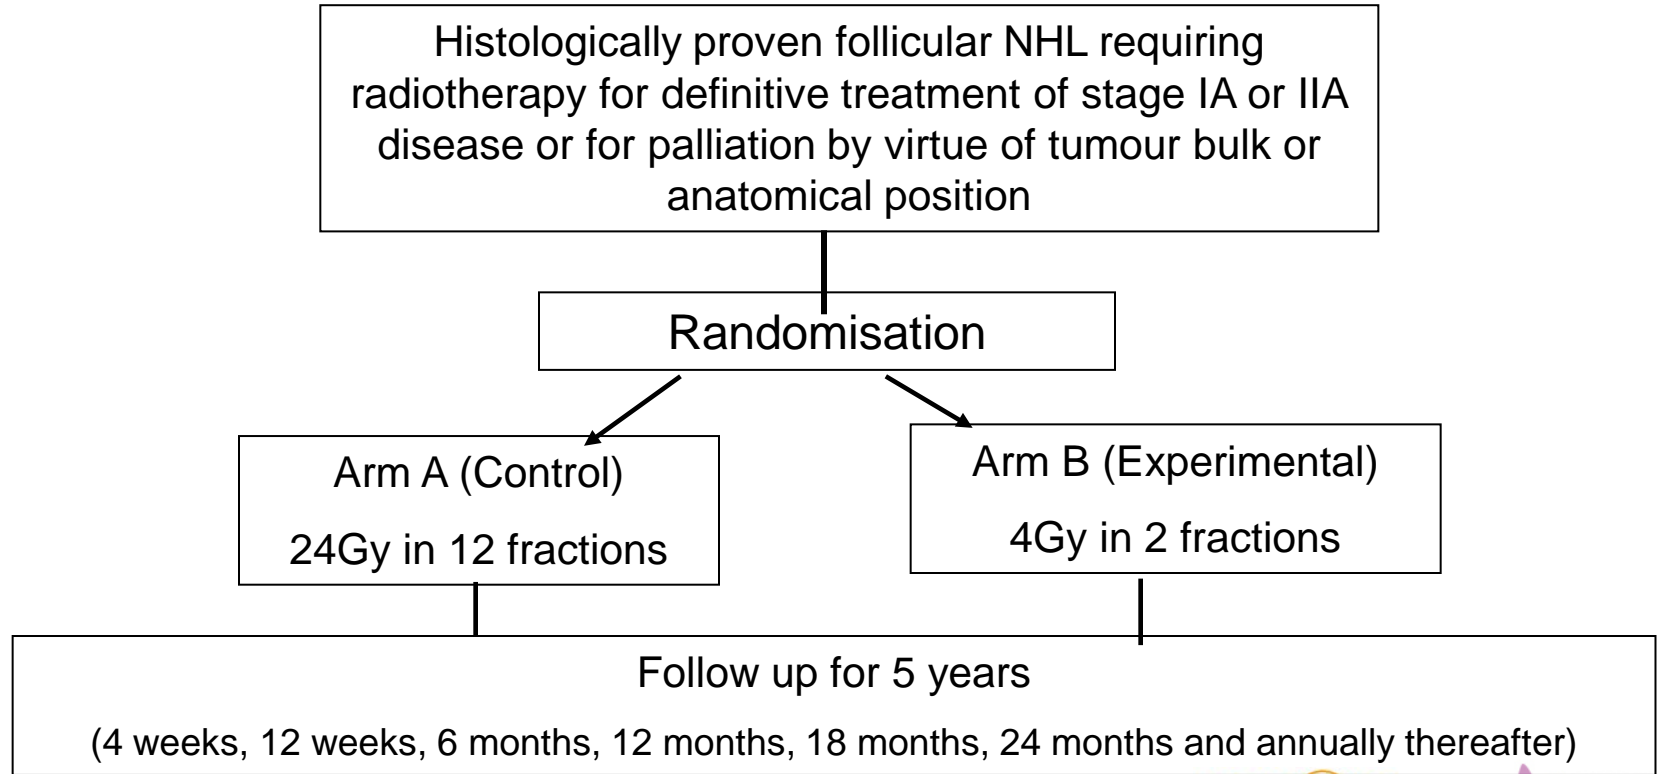 Histologically proven follicular NHL requiring
radiotherapy for definitive treatment of stage IA or IIA
disease or for palliation by virtue of tumour bulk or
anatomical position
Randomisation
Arm A (Control)
24Gy in 12 fractions
Arm B (Experimental)
4Gy in 2 fractions
Follow up for 5 years
(4 weeks, 12 weeks, 6 months, 12 months, 18 months, 24 months and annually thereafter)